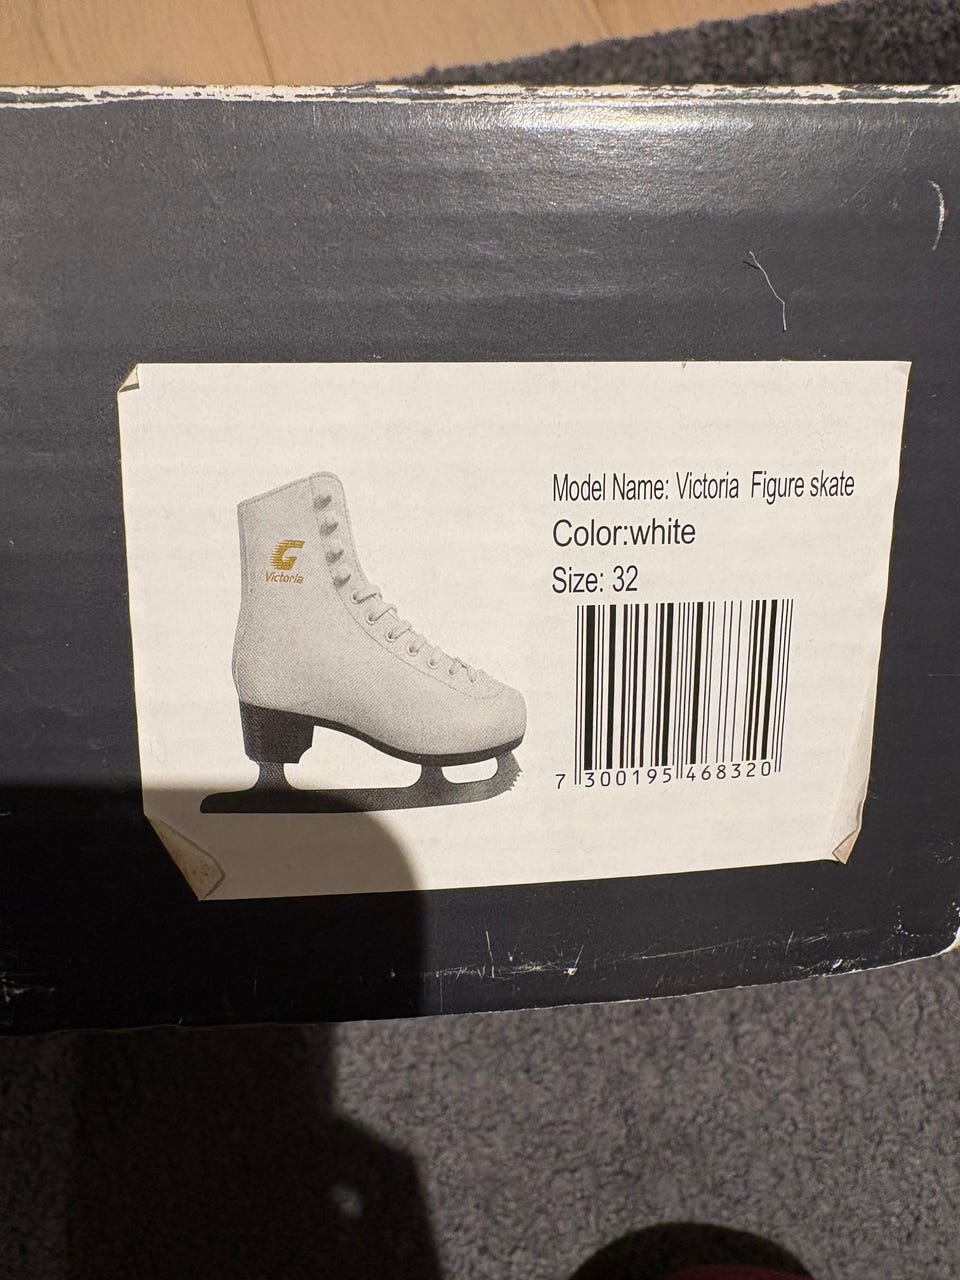 G
Victoria
Model Name: Victoria Figure skate
Color:white
Size: 32
7 300195 468320